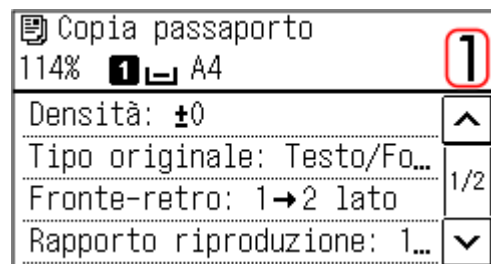 Copia passaporto
114% 1 A4
1
Densità: ±0
Tipo originale: Testo/Fo…
Fronte-retro: 1→2 lato
Rapporto riproduzione: 1…
1/2